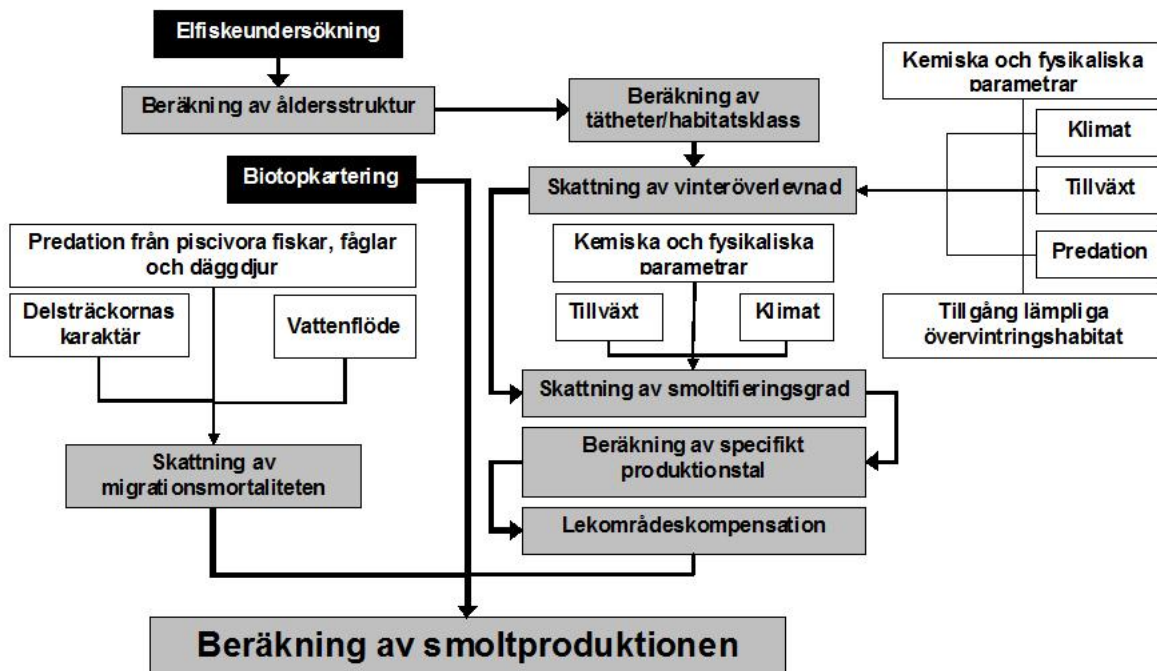 Elfiskeundersökning
Beräkning av åldersstruktur
Beräkning av
tätheter/habitatsklass
Kemiska och fysikaliska
parametrar
Klimat
Tillväxt
Predation
Tillgång lämpliga
övervintringshabitat
Biotopkartering
Skattning av vinteröverlevnad
Predation från piscivora fiskar, fåglar
och däggdjur
Delsträckornas
karaktär
Vattenflöde
Kemiska och fysikaliska
parametrar
Tillväxt
Klimat
Skattning av smoltifieringsgrad
Beräkning av specifikt
produktionstal
Skattning av
migrationsmortaliteten
Lekområdeskompensation
Beräkning av smoltproduktionen